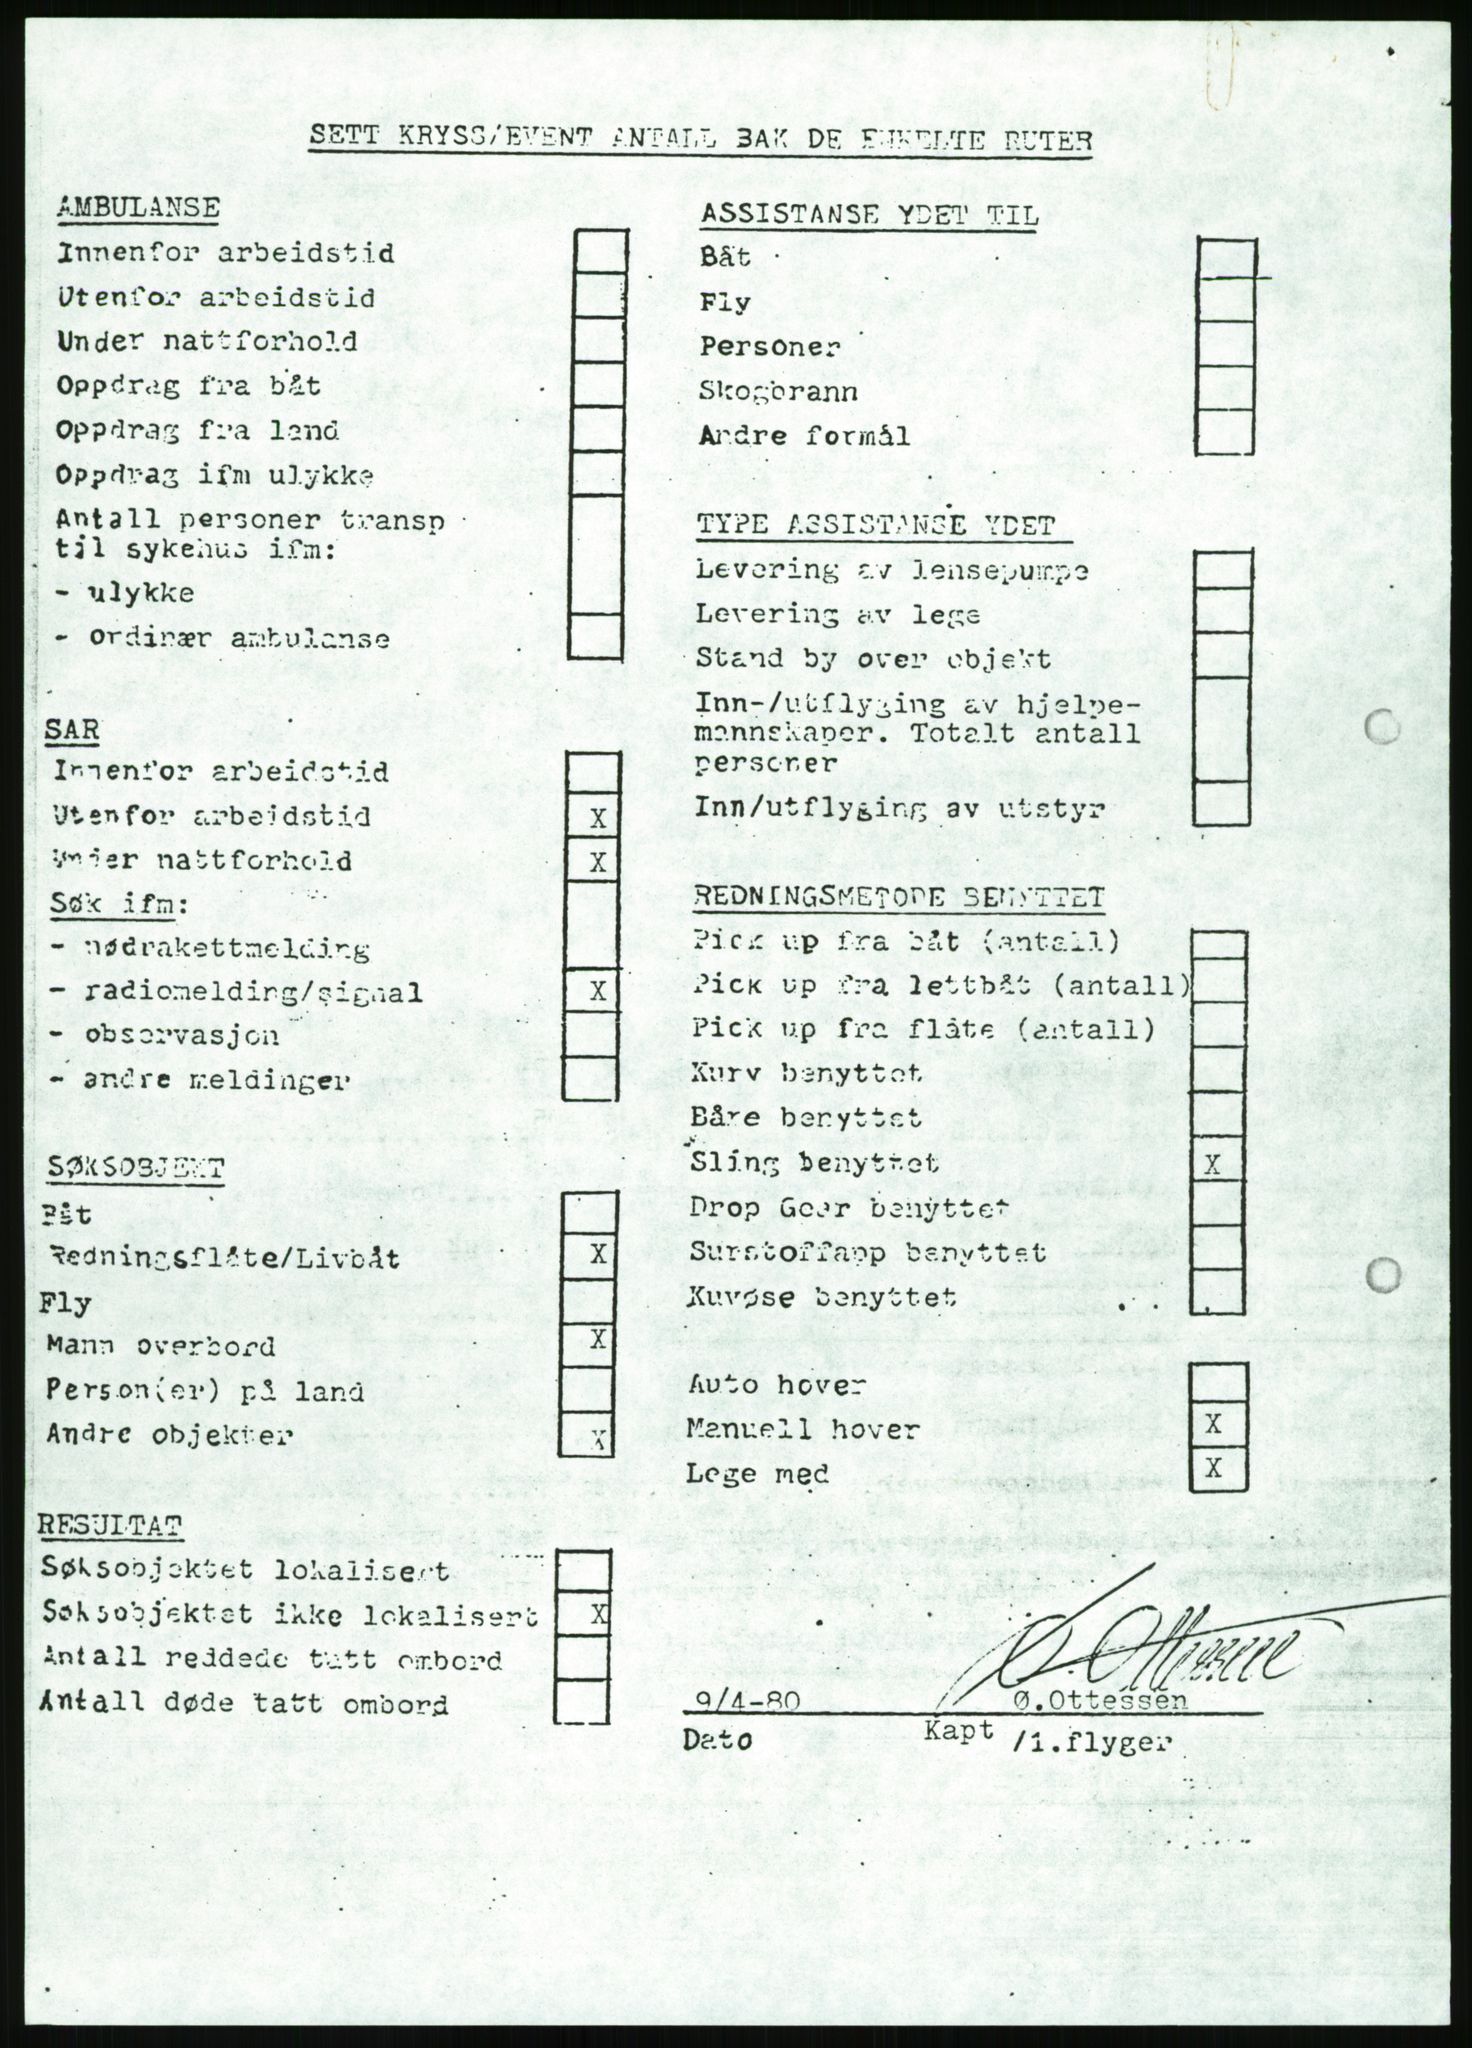 SETT KRYSS/EVENT ANTALL BAK DE ENKELTE RUTER
AMBULANSE
Innenfor arbeidstid
Utenfor arbeidstid
Under nattforhold
Oppdrag fra båt
Oppdrag fra land
Oppdrag ifm ulykke
Antall personer transp
til sykehus ifm:
- ulykke
- ordinær ambulanse
SAR
Innenfor arbeidstid
Utenfor arbeidstid X
Under nattforhold X
Søk ifm:
- nødrakettmelding
- radiomelding/signal X
- observasjon
- andre meldinger
SØKSOBJEKT
Båt
Redningsflåte/Livbåt X
Fly
Mann overbord X
Person(er) på land
Andre objekter X
RESULTAT
Søksobjektet lokalisert
Søksobjektet ikke lokalisert X
Antall reddede tatt ombord
Antall døde tatt ombord
ASSISTANSE YDET TIL
Båt
Fly
Personer
Skogbrann
Andre formål
TYPE ASSISTANSE YDET
Levering av lensepumpe
Levering av lege
Stand by over objekt
Inn-/utflyging av hjelpe-
mannskaper. Totalt antall
personer
Inn/utflyging av utstyr
REDNINGSMETODE BENYTTET
Pick up fra båt (antall)
Pick up fra lettbåt (antall)
Pick up fra flåte (antall)
Kurv benyttet
Båre benyttet
Sling benyttet X
Drop Geer benyttet
Surstoffapp benyttet
Kuvøse benyttet
Auto hover
Manuell hover X
Lege med X
Ø. Ottessen
9/4-80 Ø.Ottessen
Dato Kapt /1.flyger